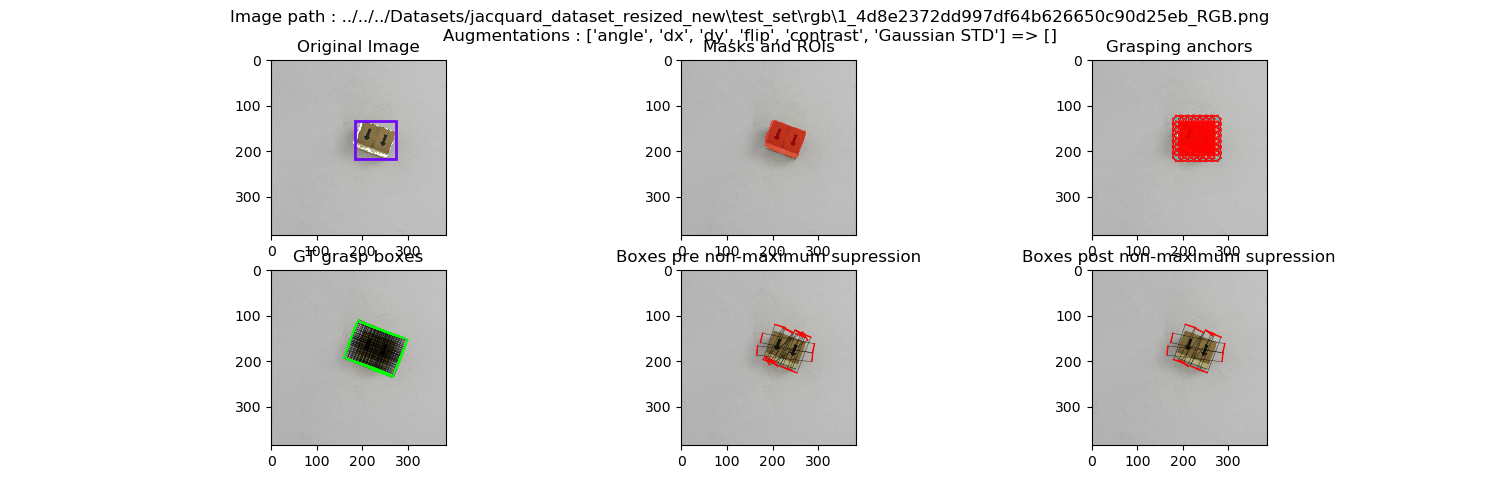 Image path : ../../../Datasets/jacquard_dataset_resized_new\test_set\rgb\1_4d8e2372dd997df64b626650c90d25eb_RGB.png
Augmentations : ['angle', 'dx', 'dy', 'flip', 'contrast', 'Gaussian STD'] => []
Original Image
0
100
200
300
0 100 200 300
Masks and ROIs
0
100
200
300
0 100 200 300
Grasping anchors
0
100
200
300
0 100 200 300
GT grasp boxes
0
100
200
300
0 100 200 300
Boxes pre non-maximum supression
0
100
200
300
0 100 200 300
Boxes post non-maximum supression
0
100
200
300
0 100 200 300